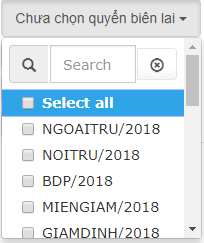 Chưa chọn quyển biên lai
Search
Select all
NGOAITRU/2018
NOITRU/2018
BDP/2018
MIENGIAM/2018
GIAMDINH/2018